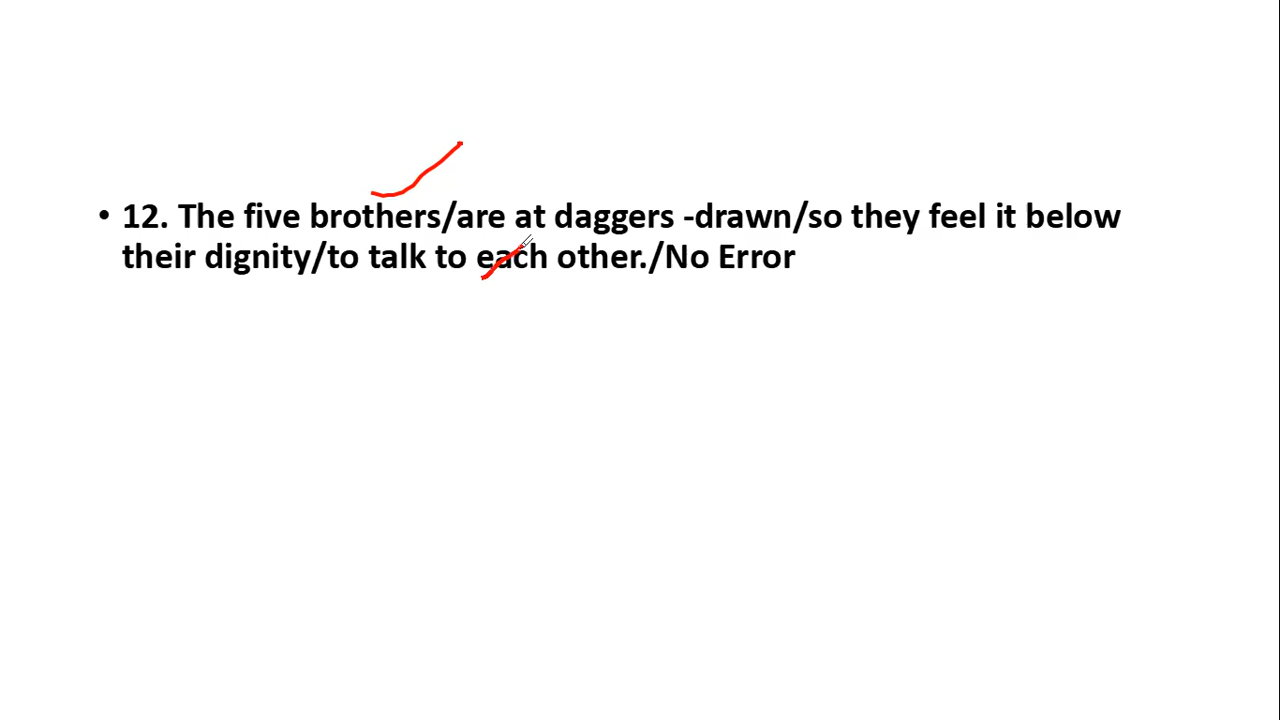 • 12. The five brothers/are at daggers -drawn/so they feel it below
their dignity/to talk to each other./No Error